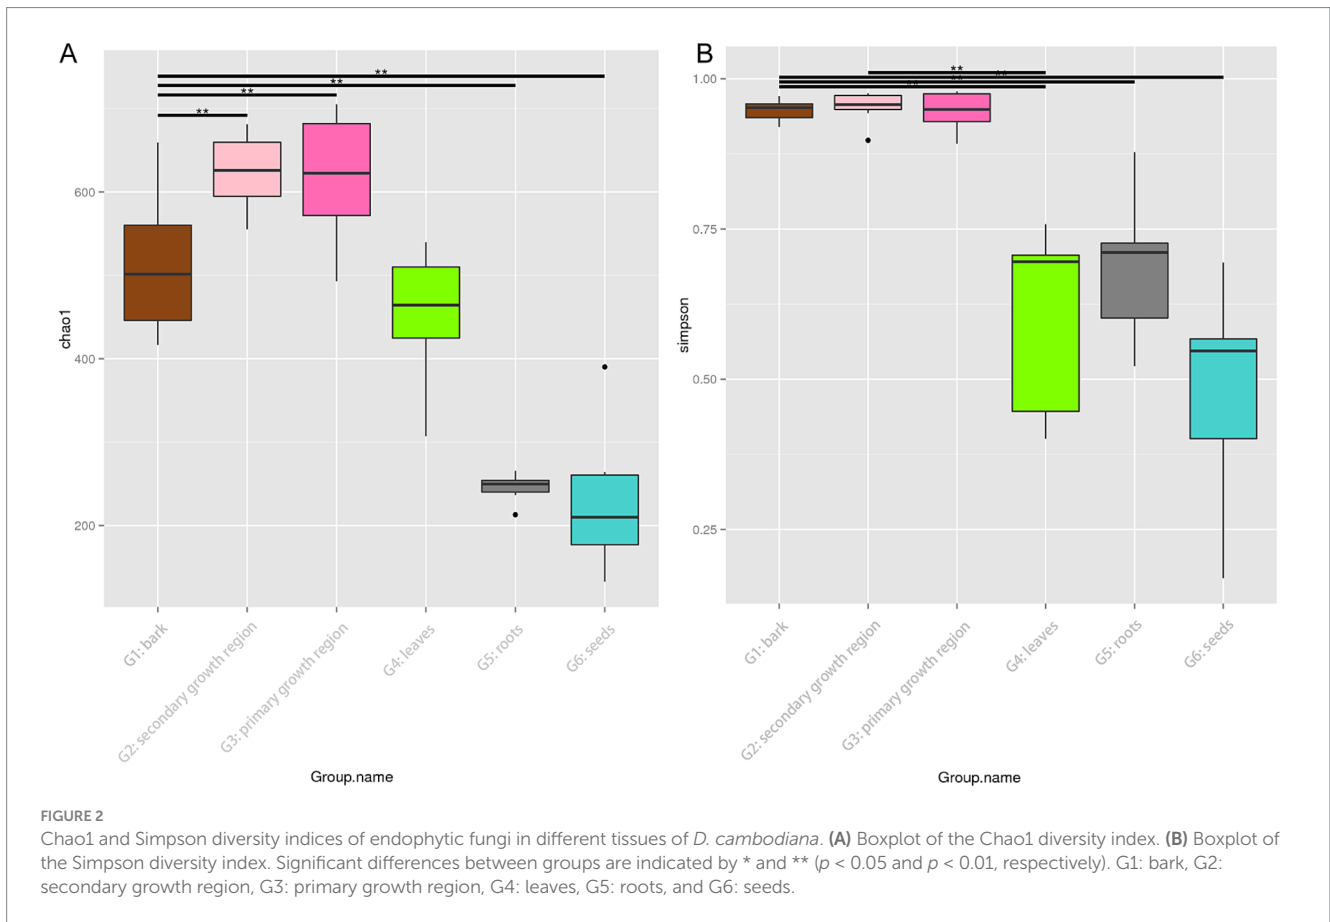 A
**
**
**
**
600
400
200
chao1
G1: bark
G2: secondary growth region
G3: primary growth region
G4: leaves
G5: roots
G6: seeds
Group.name
B
**
**
**
**
1.00
0.75
0.50
0.25
simpson
G1: bark
G2: secondary growth region
G3: primary growth region
G4: leaves
G5: roots
G6: seeds
Group.name
FIGURE 2
Chao1 and Simpson diversity indices of endophytic fungi in different tissues of D. cambodiana. (A) Boxplot of the Chao1 diversity index. (B) Boxplot of
the Simpson diversity index. Significant differences between groups are indicated by * and ** (p < 0.05 and p < 0.01, respectively). G1: bark, G2:
secondary growth region, G3: primary growth region, G4: leaves, G5: roots, and G6: seeds.